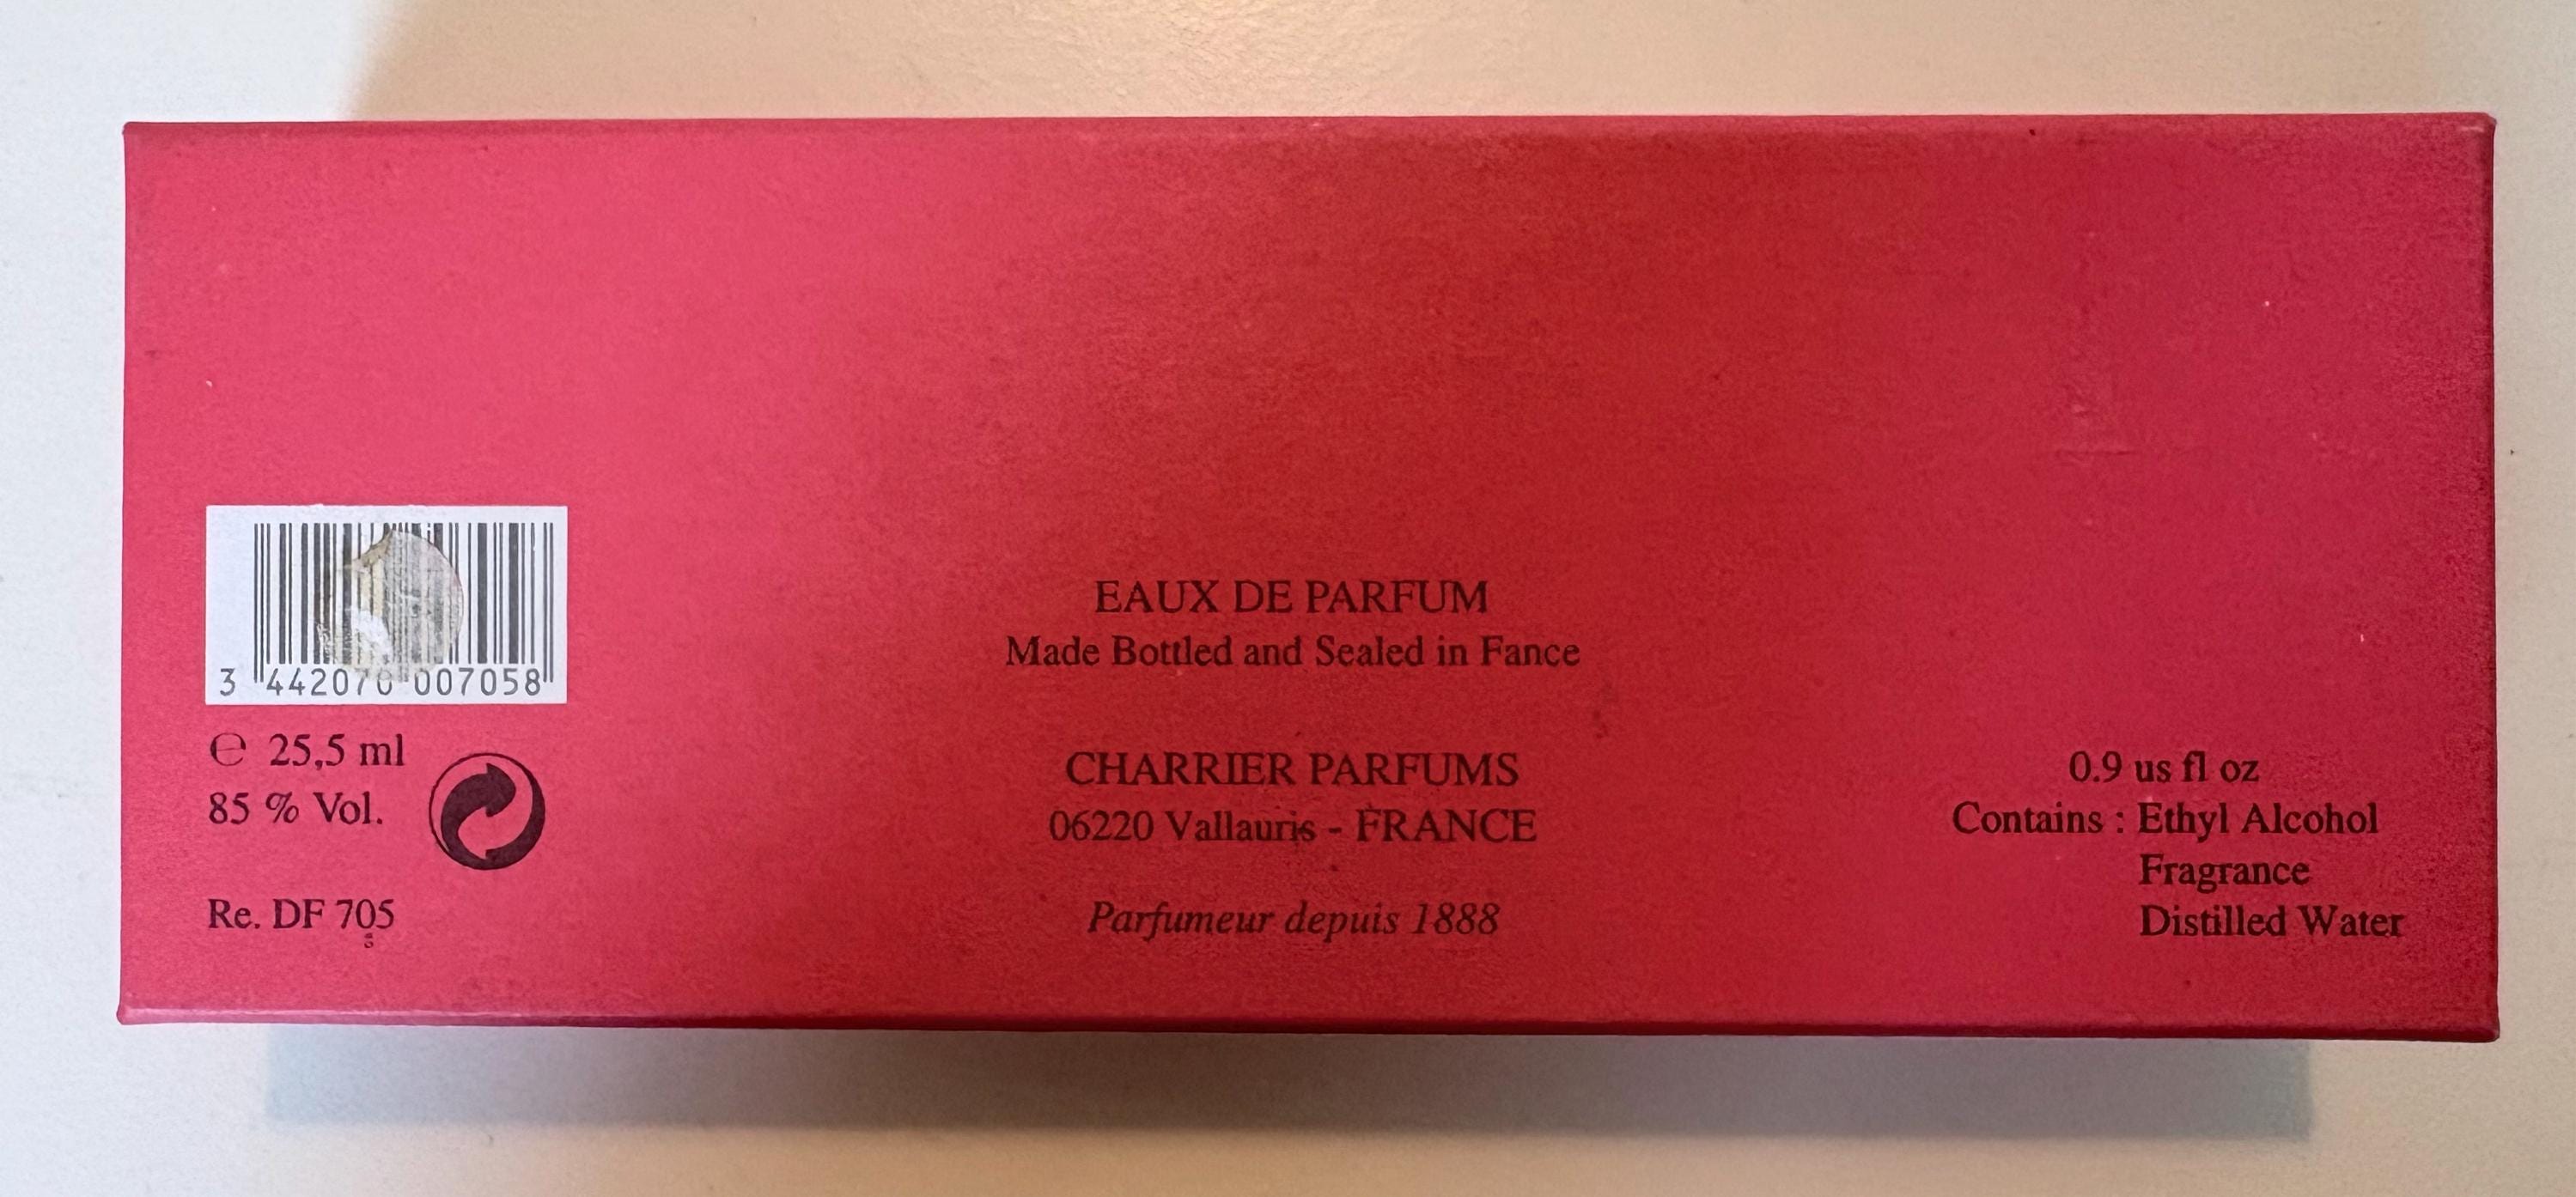 3 442070 007058
℮ 25,5 ml
85 % Vol.
Re. DF 705
EAUX DE PARFUM
Made Bottled and Sealed in Fance
CHARRIER PARFUMS
06220 Vallauris - FRANCE
Parfumeur depuis 1888
0.9 us fl oz
Contains : Ethyl Alcohol
Fragrance
Distilled Water